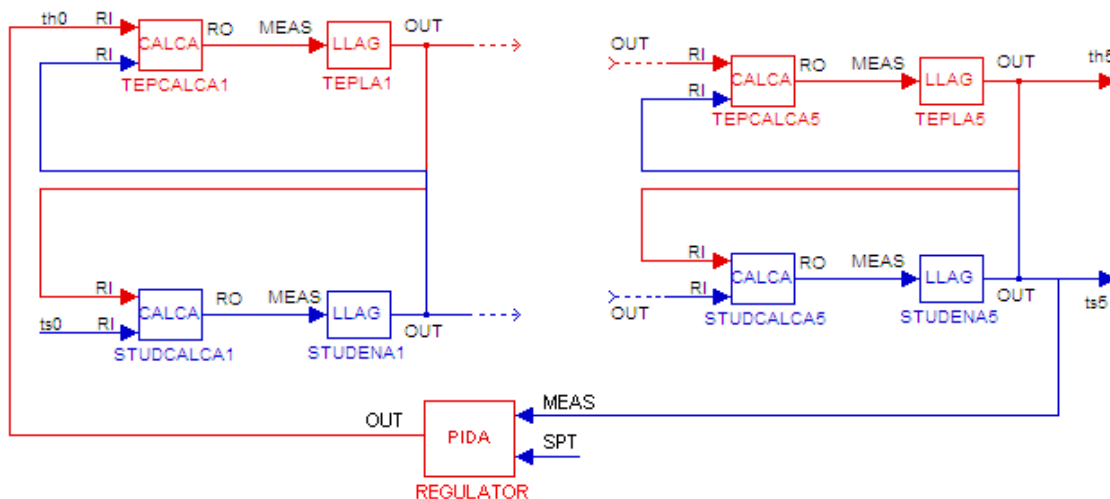 th0 RI
CALCA
RO
MEAS
LLAG
OUT
RI
TEPCALCA1
TEPLA1
OUT
RI
CALCA
RO
MEAS
LLAG
OUT
th5
RI
TEPCALCA5
TEPLA5
RI
CALCA
RO
MEAS
LLAG
OUT
ts0 RI
STUDCALCA1
STUDENA1
RI
CALCA
RO
MEAS
LLAG
OUT
RI
OUT
STUDCALCA5
STUDENA5
ts5
OUT
PIDA
MEAS
SPT
REGULATOR